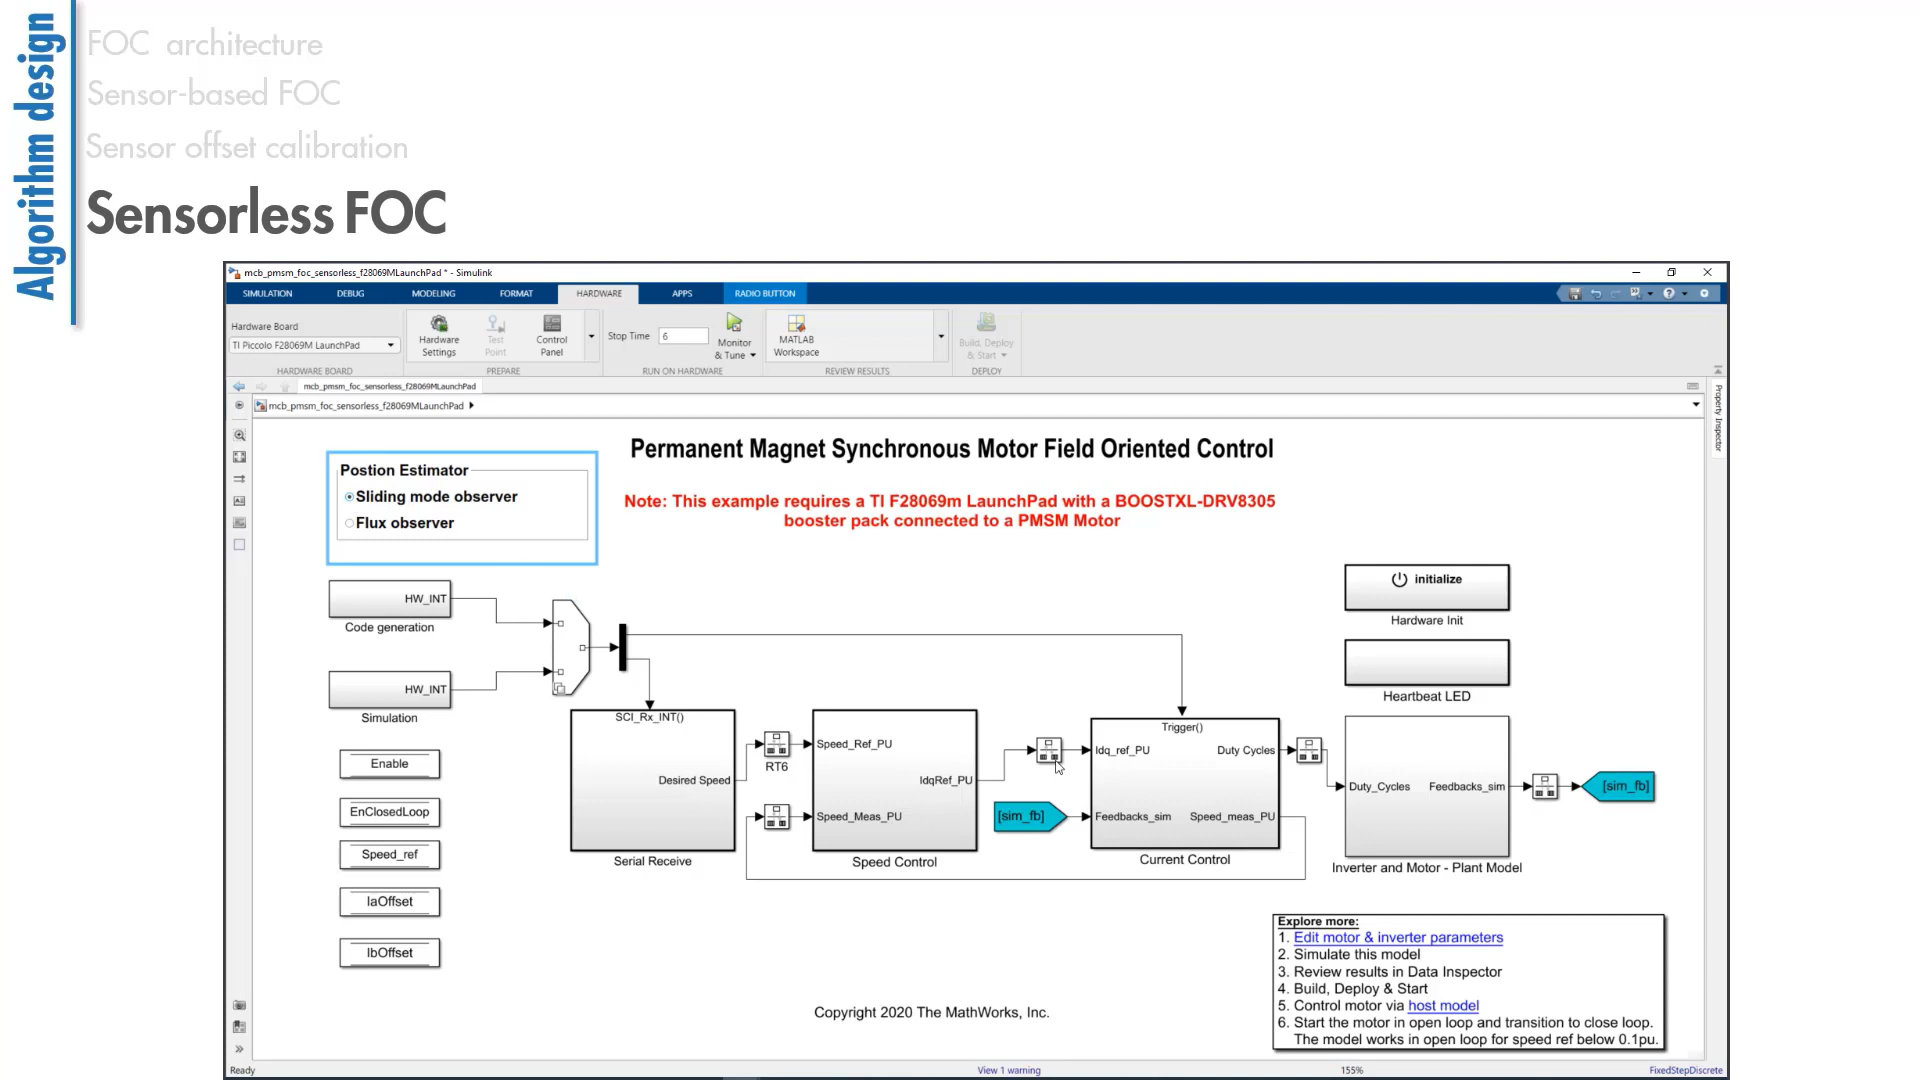 Algorithm design
FOC architecture
Sensor-based FOC
Sensor offset calibration
Sensorless FOC
mcb_pmsm_foc_sensorless_f28069MLaunchPad * - Simulink
SIMULATION
DEBUG
MODELING
FORMAT
HARDWARE
APPS
RADIO BUTTON
Hardware Board
TI Piccolo F28069M LaunchPad
HARDWARE BOARD
Hardware
Settings
Test
Point
Control
Panel
PREPARE
Stop Time
6
Monitor
& Tune
RUN ON HARDWARE
MATLAB
Workspace
REVIEW RESULTS
Build, Deploy
& Start
DEPLOY
mcb_pmsm_foc_sensorless_f28069MLaunchPad
mcb_pmsm_foc_sensorless_f28069MLaunchPad
Property Inspector
Permanent Magnet Synchronous Motor Field Oriented Control
Postion Estimator
Sliding mode observer
Flux observer
Note: This example requires a TI F28069m LaunchPad with a BOOSTXL-DRV8305
booster pack connected to a PMSM Motor
HW_INT
Code generation
HW_INT
Simulation
Enable
EnClosedLoop
Speed_ref
IaOffset
IbOffset
SCI_Rx_INT()
Desired Speed
Serial Receive
RT6
Speed_Ref_PU
IdqRef_PU
Speed_Meas_PU
Speed Control
[sim_fb]
Trigger()
Idq_ref_PU
Duty Cycles
Feedbacks_sim
Speed_meas_PU
Current Control
initialize
Hardware Init
Heartbeat LED
Duty_Cycles
Feedbacks_sim
Inverter and Motor - Plant Model
[sim_fb]
Explore more:
1. Edit motor & inverter parameters
2. Simulate this model
3. Review results in Data Inspector
4. Build, Deploy & Start
5. Control motor via host model
6. Start the motor in open loop and transition to close loop.
The model works in open loop for speed ref below 0.1pu.
Copyright 2020 The MathWorks, Inc.
Ready
View 1 warning
155%
FixedStepDiscrete